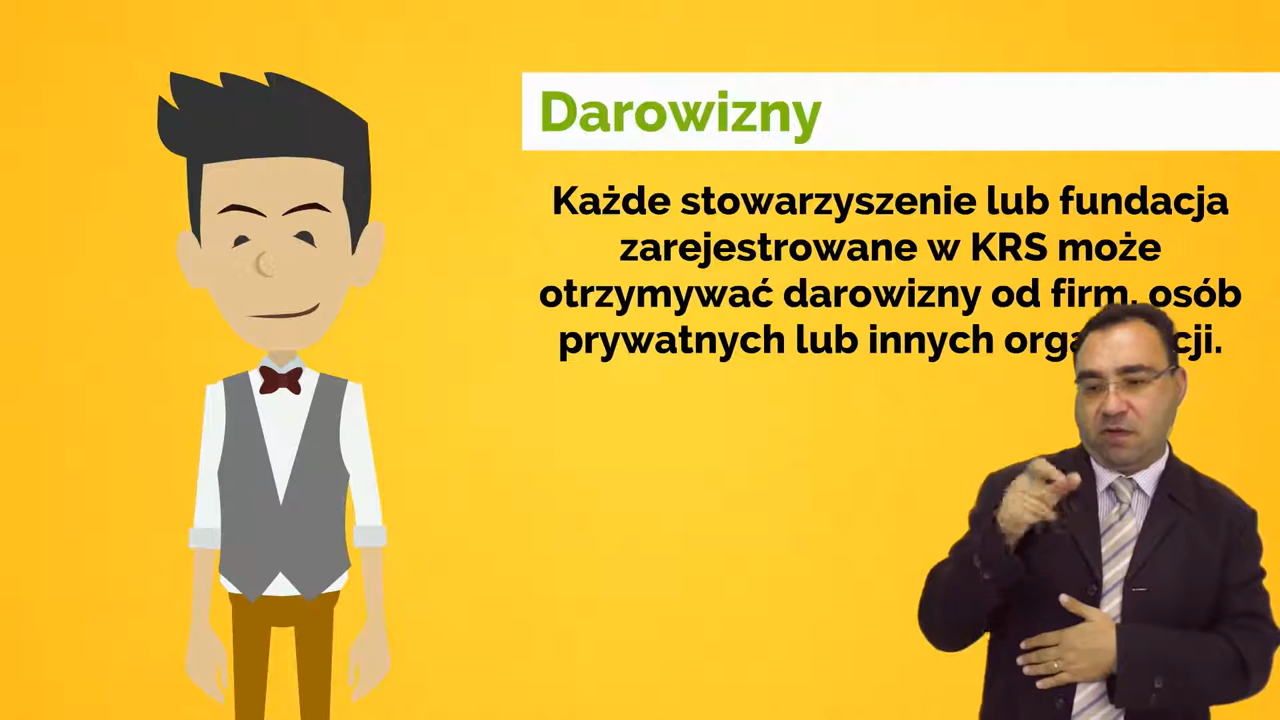 Darowizny
Każde stowarzyszenie lub fundacja
zarejestrowane w KRS może
otrzymywać darowizny od firm, osób
prywatnych lub innych